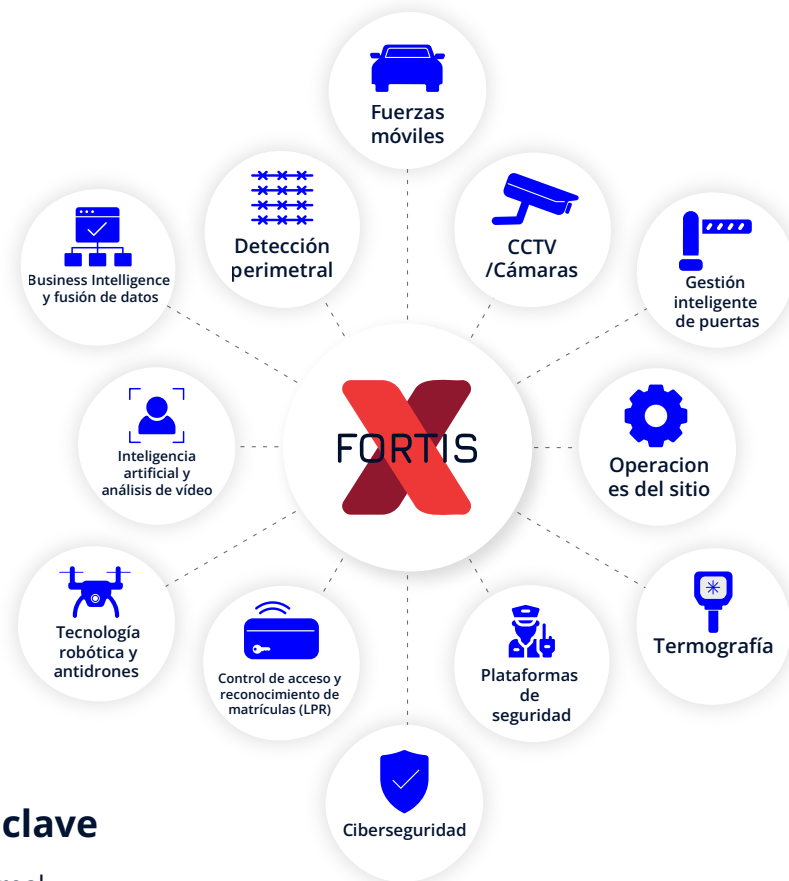 Fuerzas
móviles
Detección
perimetral
CCTV
/Cámaras
Business Intelligence
y fusión de datos
Gestión
inteligente
de puertas
Inteligencia
artificial y
análisis de vídeo
FORTIS
Operacion
es del sitio
Tecnología
robótica y
antidrones
Control de acceso y
reconocimiento de
matrículas (LPR)
Plataformas
de
seguridad
Termografía
Ciberseguridad
clave